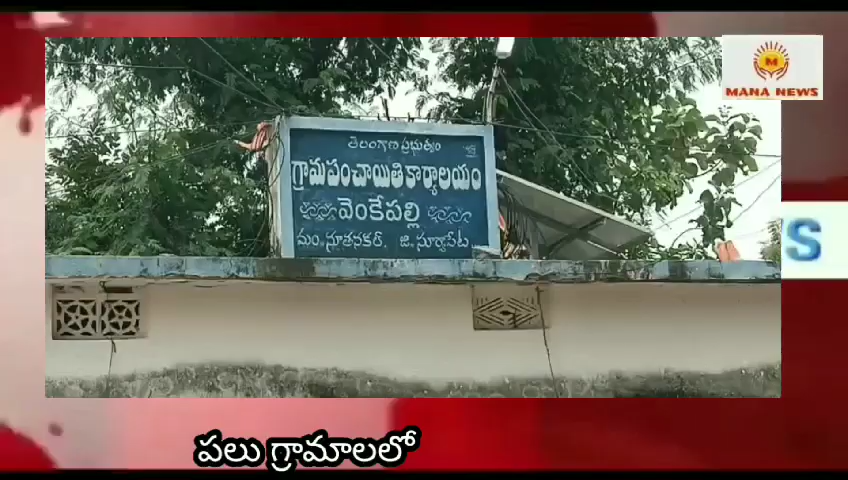 MANA NEWS
తెలంగాణ ప్రభుత్వం
గ్రామపంచాయితి కార్యాలయం
వెంకేపల్లి
మం. నూతనకల్. జి. సూర్యాపేట
S
పలు గ్రామాలలో